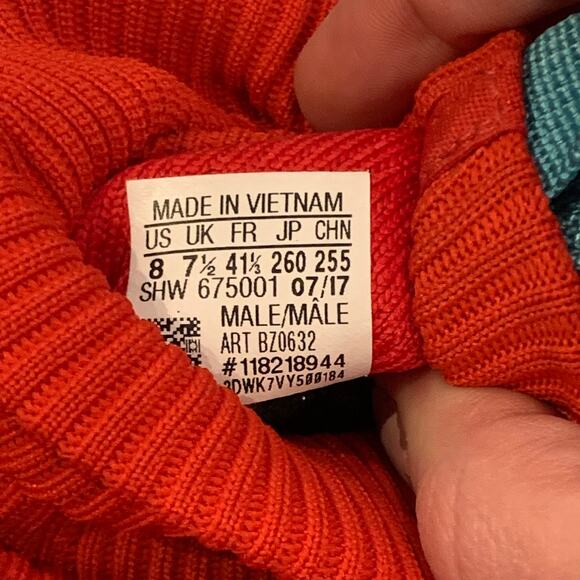 MADE IN VIETNAM
US UK FR JP CHN
8 7½ 41⅓ 260 255
SHW 675001 07/17
MALE/MÂLE
ART BZ0632
#118218944